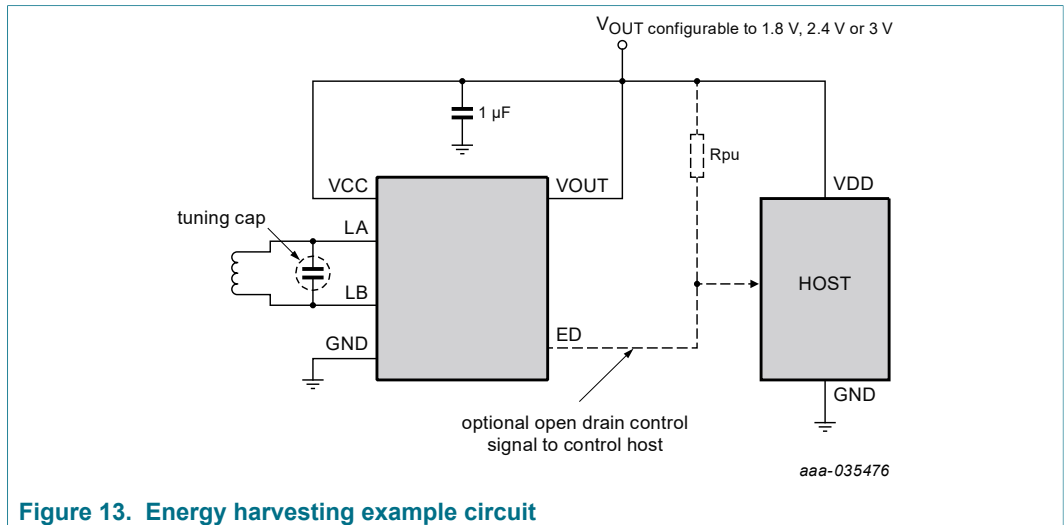 VOUT configurable to 1.8 V, 2.4 V or 3 V
1 µF
Rpu
VCC
VOUT
VDD
tuning cap
LA
LB
HOST
GND
ED
GND
optional open drain control
signal to control host
aaa-035476
Figure 13. Energy harvesting example circuit